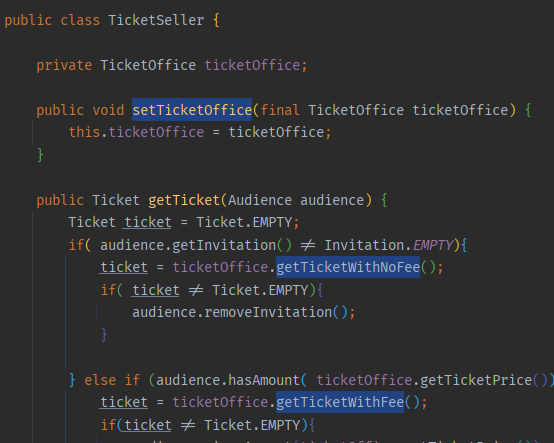 public class TicketSeller {
private TicketOffice ticketOffice;
public void setTicketOffice(final TicketOffice ticketOffice) {
this.ticketOffice = ticketOffice;
}
public Ticket getTicket(Audience audience) {
Ticket ticket = Ticket.EMPTY;
if( audience.getInvitation() ≠ Invitation.EMPTY){
ticket = ticketOffice.getTicketWithNoFee();
if( ticket ≠ Ticket.EMPTY){
audience.removeInvitation();
}
} else if (audience.hasAmount( ticketOffice.getTicketPrice())
ticket = ticketOffice.getTicketWithFee();
if(ticket ≠ Ticket.EMPTY){